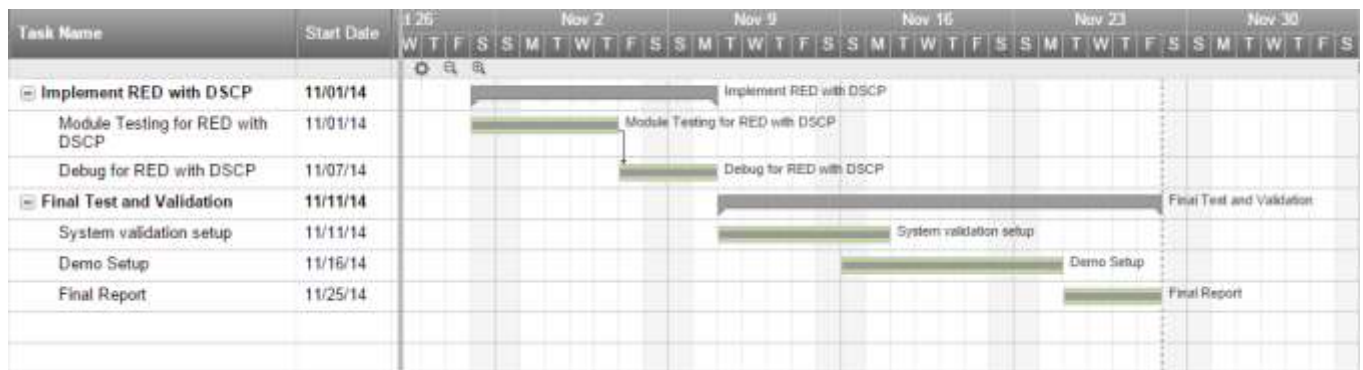 Task Name Start Date t 26 Nov 2 Nov 9 Nov 16 Nov 23 Nov 30
W T F S S M T W T F S S M T W T F S S M T W T F S S M T W T F S S M T W T F S
Implement RED with DSCP 11/01/14 Implement RED with DSCP
Module Testing for RED with 11/01/14 Module Testing for RED with DSCP
DSCP
Debug for RED with DSCP 11/07/14 Debug for RED with DSCP
Final Test and Validation 11/11/14 Final Test and Validation
System validation setup 11/11/14 System validation setup
Demo Setup 11/16/14 Demo Setup
Final Report 11/25/14 Final Report